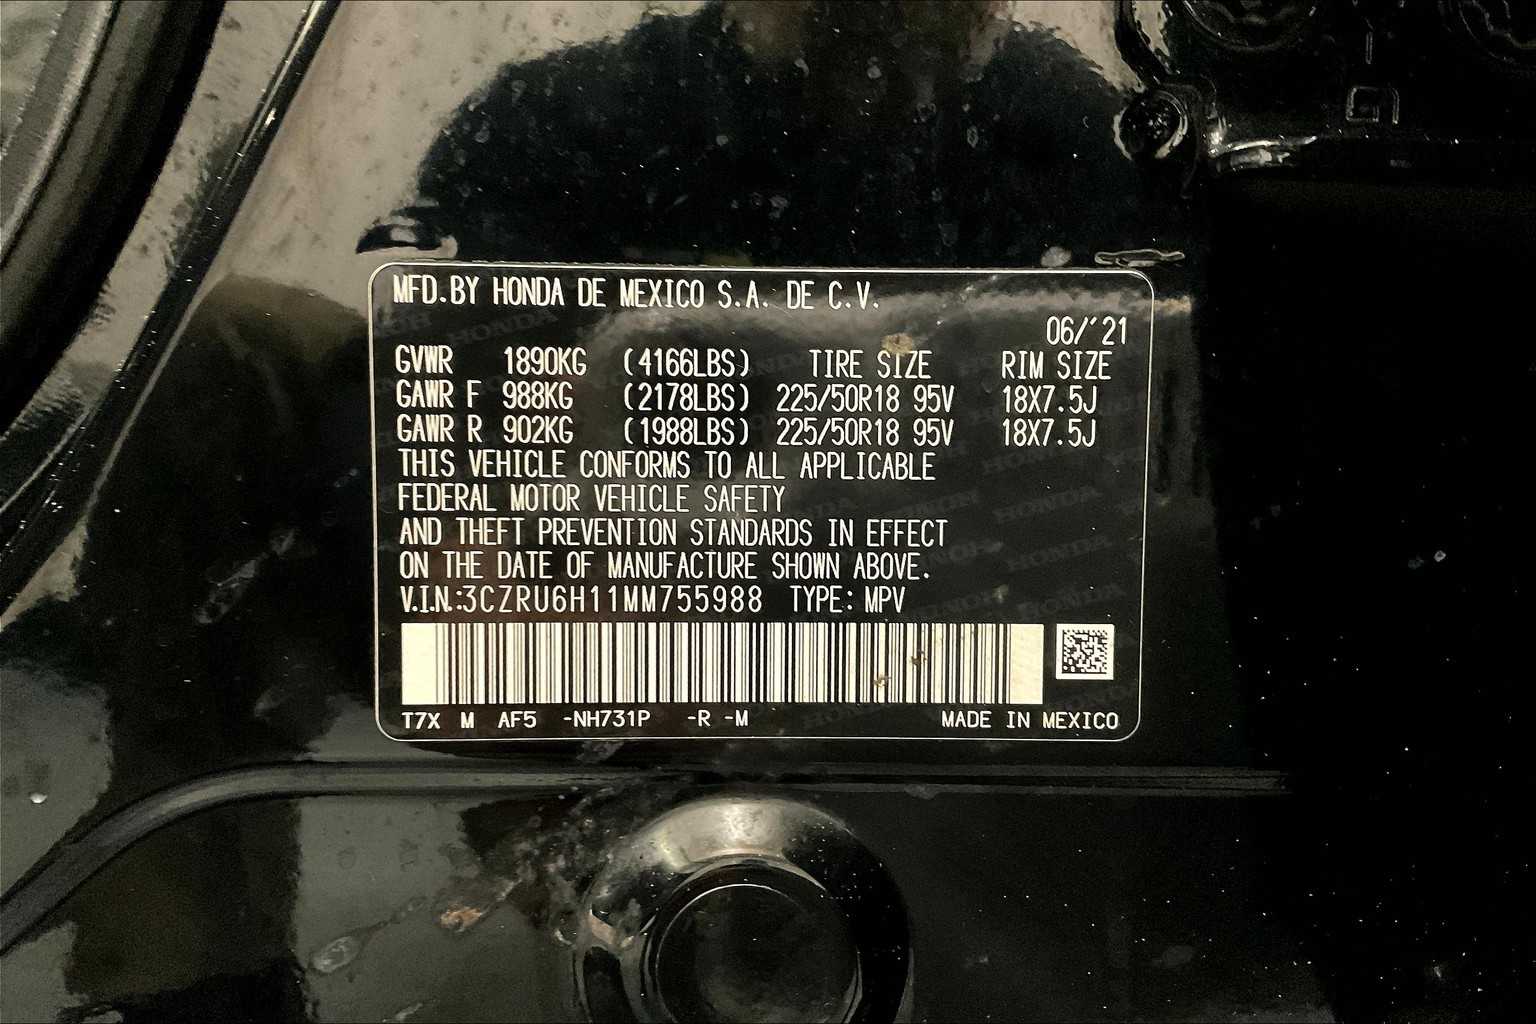 MFD.BY HONDA DE MEXICO S.A. DE C.V.
06/'21
GVWR 1890KG (4166LBS) TIRE SIZE RIM SIZE
GAWR F 988KG (2178LBS) 225/50R18 95V 18X7.5J
GAWR R 902KG (1988LBS) 225/50R18 95V 18X7.5J
THIS VEHICLE CONFORMS TO ALL APPLICABLE
FEDERAL MOTOR VEHICLE SAFETY
AND THEFT PREVENTION STANDARDS IN EFFECT
ON THE DATE OF MANUFACTURE SHOWN ABOVE.
V.I.N.:3CZRU6H11MM755988 TYPE: MPV
T7X M AF5 -NH731P -R -M MADE IN MEXICO